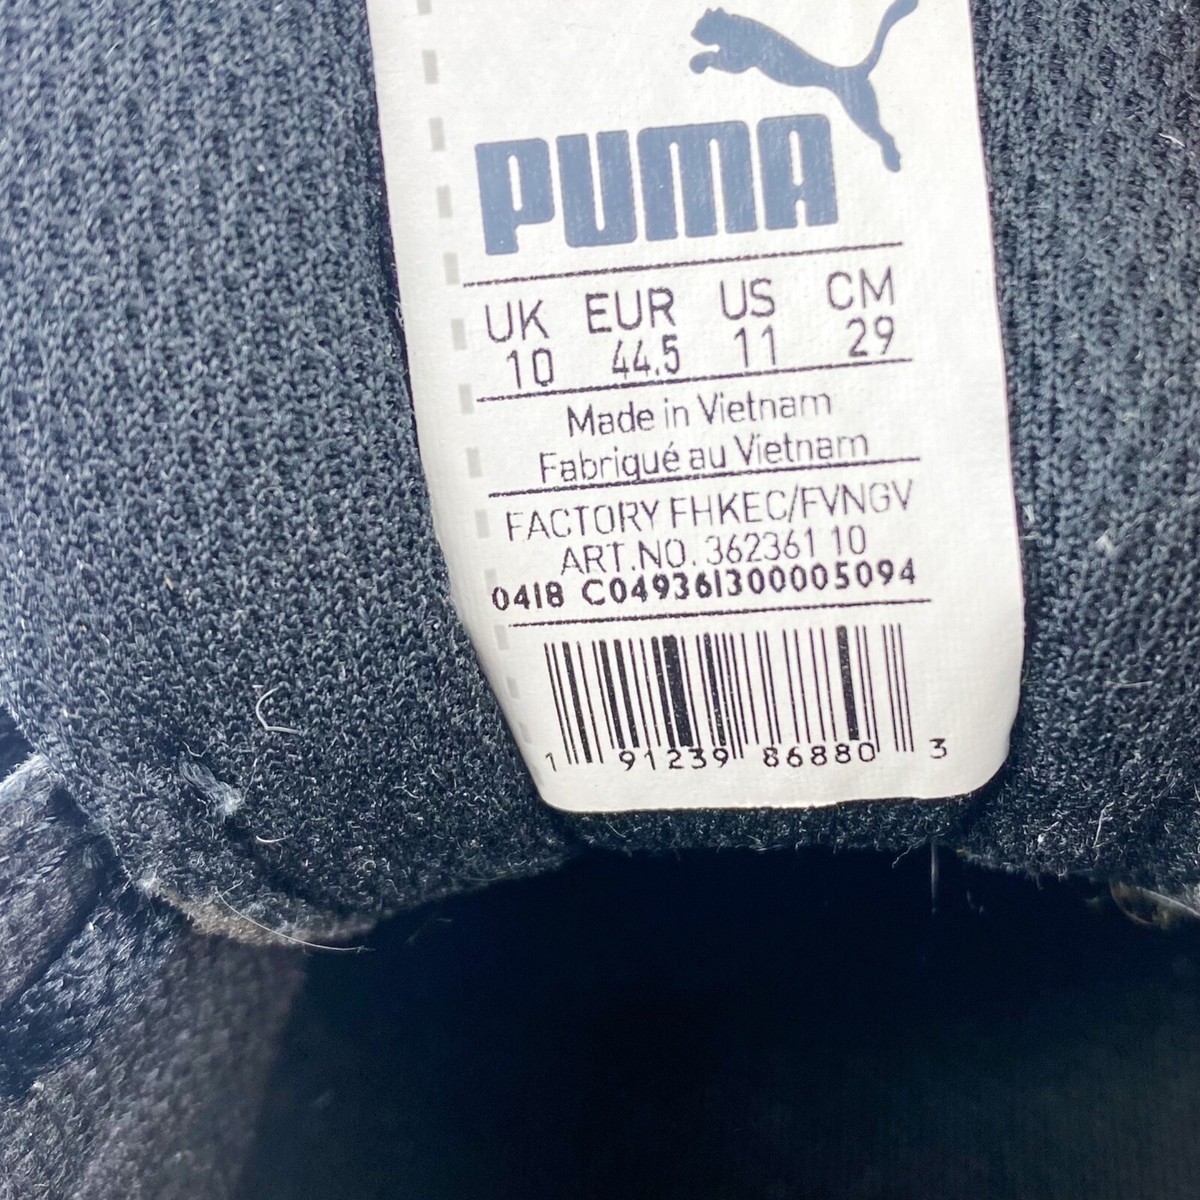 PUMA
UK EUR US CM
10 44.5 11 29
Made in Vietnam
Fabriqué au Vietnam
FACTORY FHKEC/FVNGV
ART.NO. 362361 10
0418 C049361300005094
1 91239 86880 3